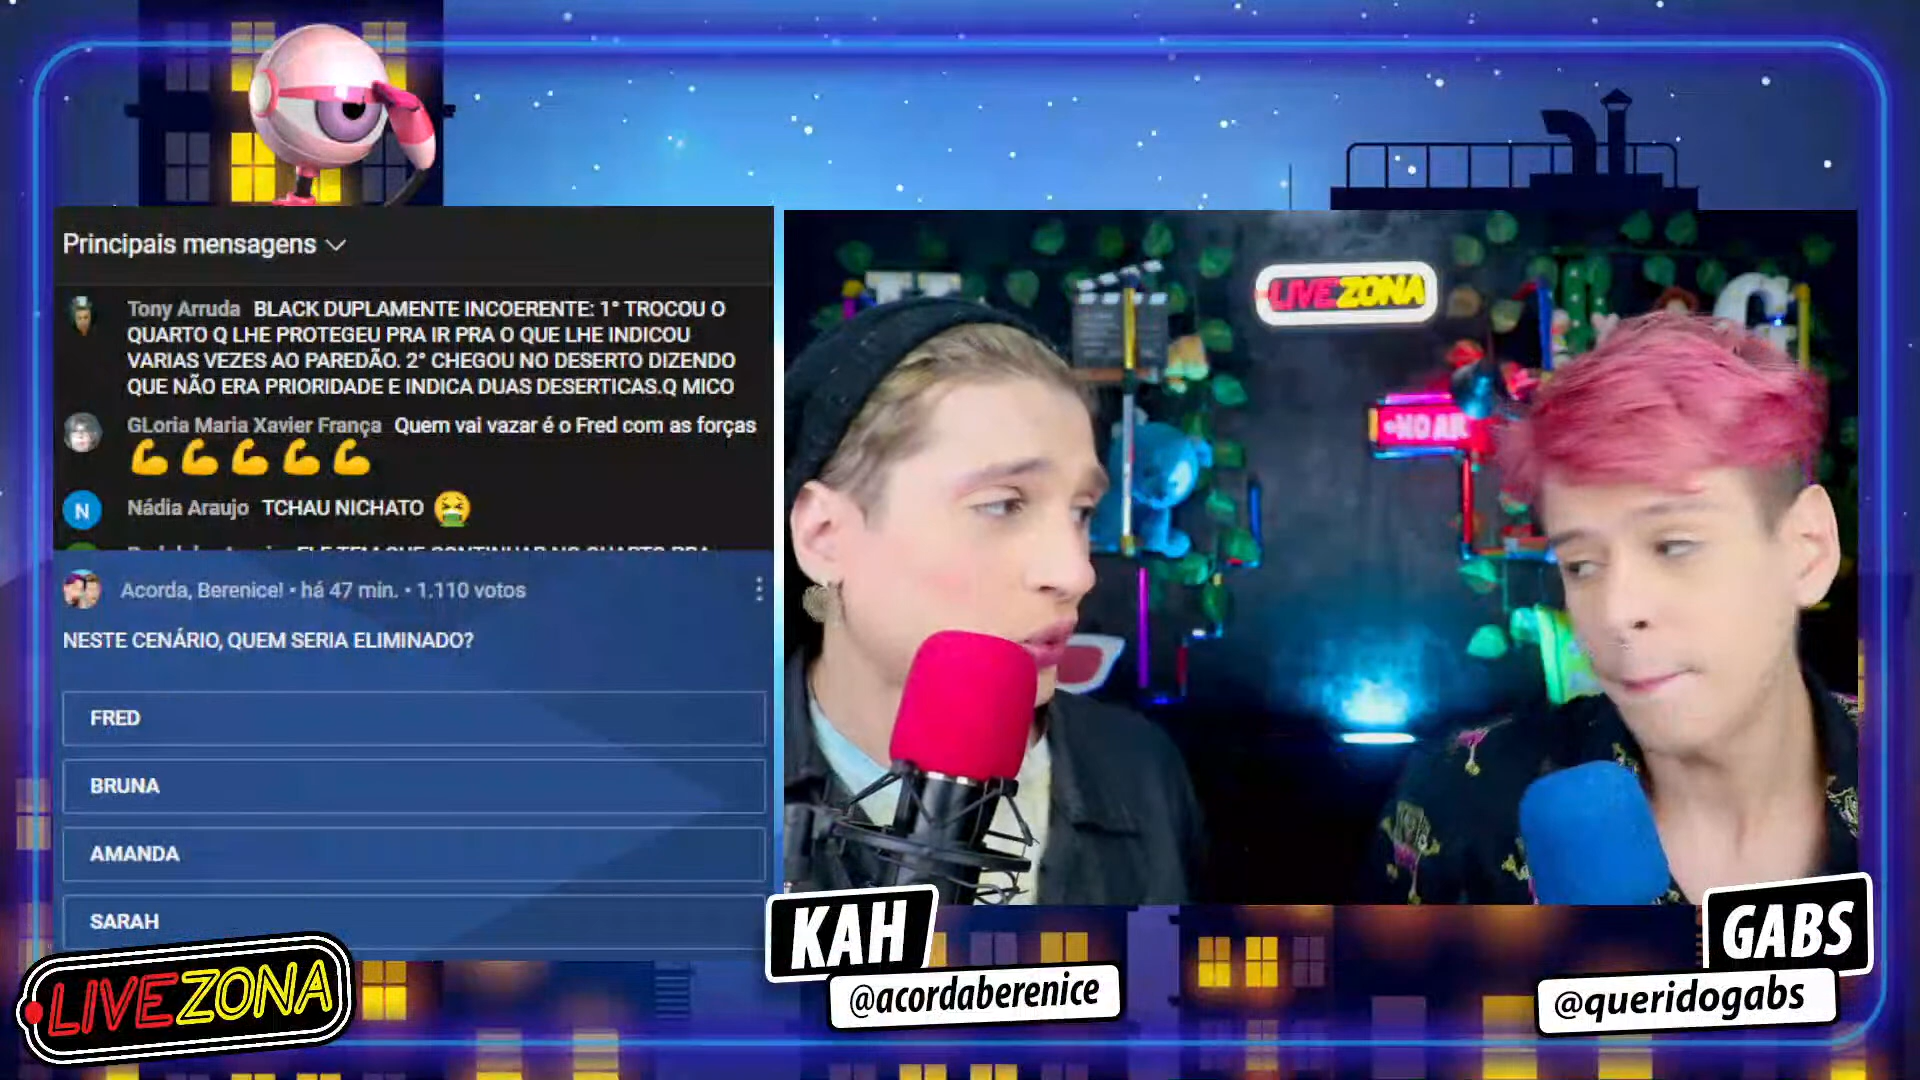 Principais mensagens
Tony Arruda BLACK DUPLAMENTE INCOERENTE: 1° TROCOU O
QUARTO Q LHE PROTEGEU PRA IR PRA O QUE LHE INDICOU
VARIAS VEZES AO PAREDÃO. 2° CHEGOU NO DESERTO DIZENDO
QUE NÃO ERA PRIORIDADE E INDICA DUAS DESERTICAS.Q MICO
GLoria Maria Xavier França Quem vai vazar é o Fred com as forças
💪💪💪💪💪
N Nádia Araujo TCHAU NICHATO 🤮
Acorda, Berenice! • há 47 min. • 1.110 votos
NESTE CENÁRIO, QUEM SERIA ELIMINADO?
FRED
BRUNA
AMANDA
SARAH
LIVEZONA
LIVEZONA
NO AR
G
KAH
@acordaberenice
GABS
@queridogabs